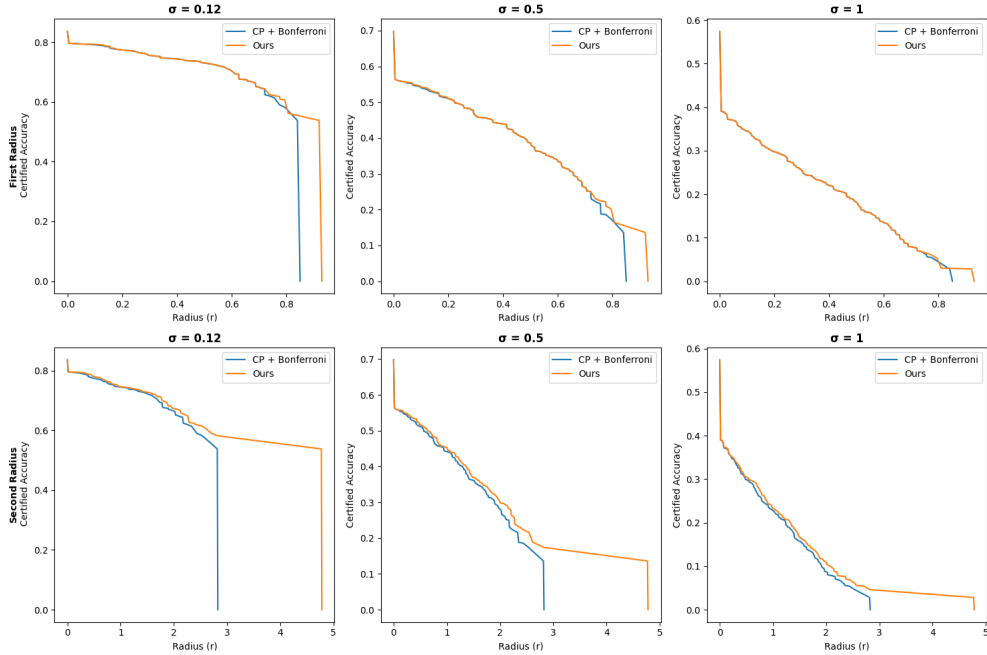 σ = 0.12
CP + Bonferroni
Ours
First Radius
Certified Accuracy
0.8
0.6
0.4
0.2
0.0
0.0 0.2 0.4 0.6 0.8
Radius (r)
σ = 0.5
CP + Bonferroni
Ours
Certified Accuracy
0.7
0.6
0.5
0.4
0.3
0.2
0.1
0.0
0.0 0.2 0.4 0.6 0.8
Radius (r)
σ = 1
CP + Bonferroni
Ours
Certified Accuracy
0.6
0.5
0.4
0.3
0.2
0.1
0.0
0.0 0.2 0.4 0.6 0.8
Radius (r)
σ = 0.12
CP + Bonferroni
Ours
Second Radius
Certified Accuracy
0.8
0.6
0.4
0.2
0.0
0 1 2 3 4 5
Radius (r)
σ = 0.5
CP + Bonferroni
Ours
Certified Accuracy
0.7
0.6
0.5
0.4
0.3
0.2
0.1
0.0
0 1 2 3 4 5
Radius (r)
σ = 1
CP + Bonferroni
Ours
Certified Accuracy
0.6
0.5
0.4
0.3
0.2
0.1
0.0
0 1 2 3 4 5
Radius (r)